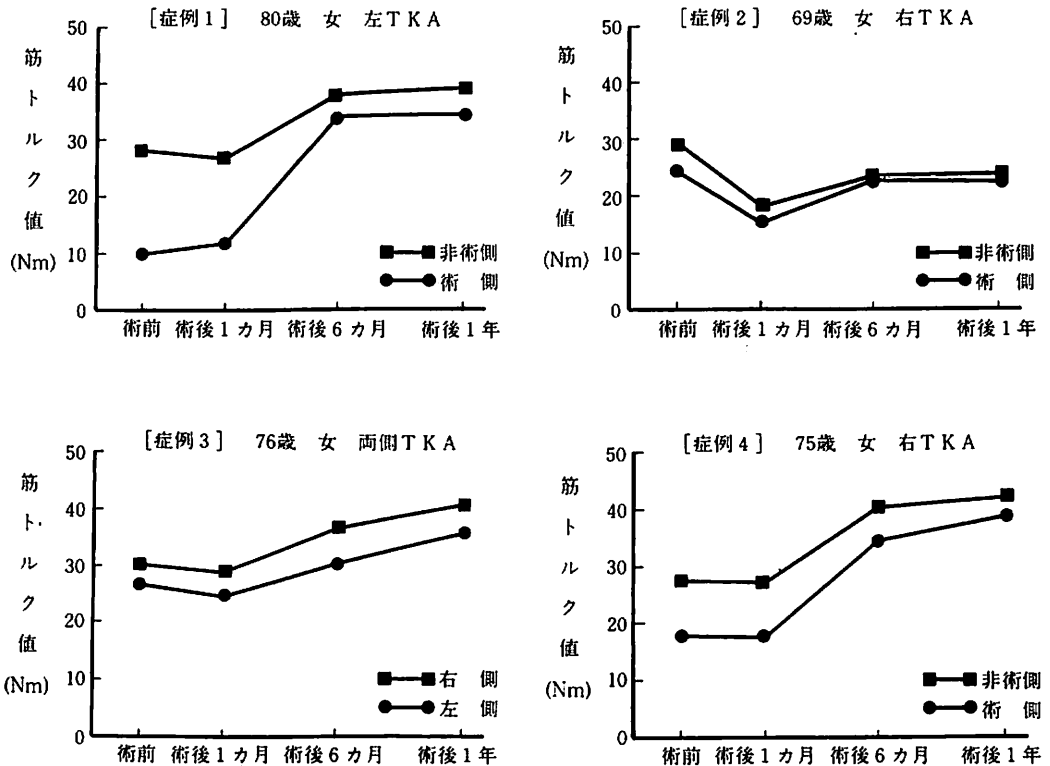 [症例1] 80歳 女 左TKA
筋トルク値(Nm)
50
40
30
20
10
0
■─■非術側
●─●術 側
術前 術後1カ月 術後6カ月 術後1年
[症例2] 69歳 女 右TKA
筋トルク値(Nm)
50
40
30
20
10
0
■─■非術側
●─●術 側
術前 術後1カ月 術後6カ月 術後1年
[症例3] 76歳 女 両側TKA
筋トルク値(Nm)
50
40
30
20
10
0
■─■右 側
●─●左 側
術前 術後1カ月 術後6カ月 術後1年
[症例4] 75歳 女 右TKA
筋トルク値(Nm)
50
40
30
20
10
0
■─■非術側
●─●術 側
術前 術後1カ月 術後6カ月 術後1年